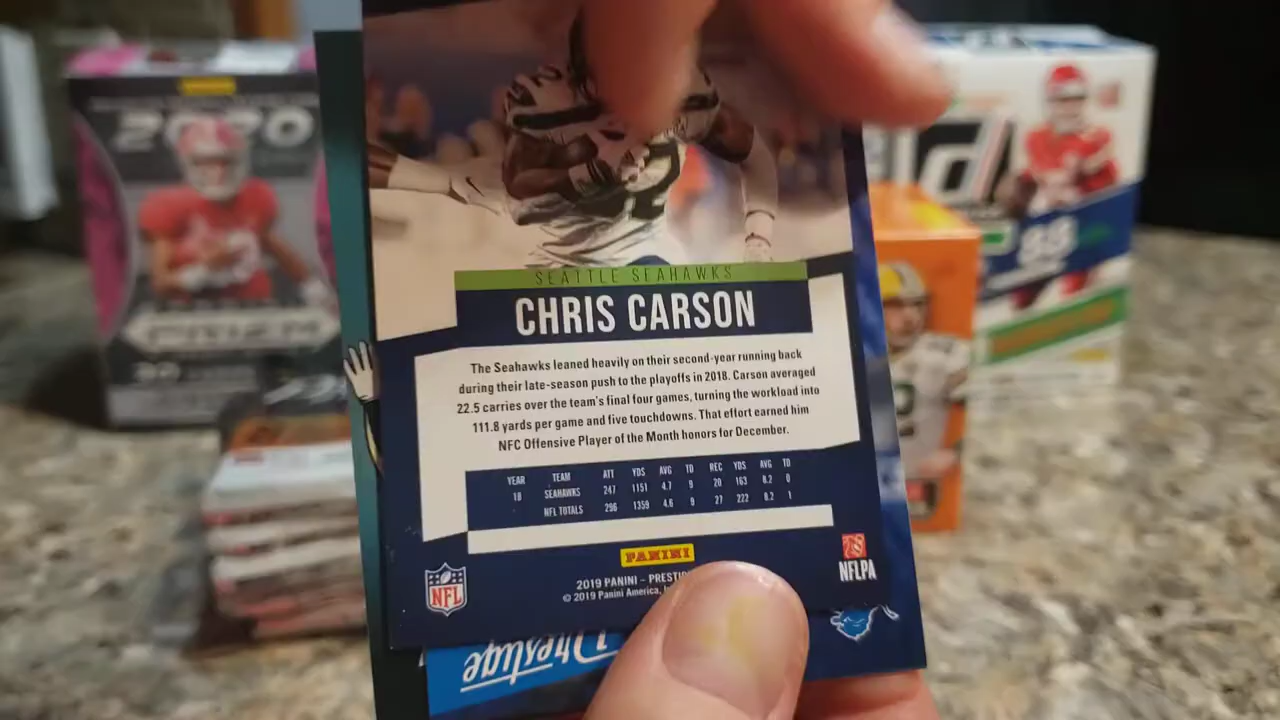 2020
PRIZM
88
SEATTLE SEAHAWKS
CHRIS CARSON
The Seahawks leaned heavily on their second-year running back
during their late-season push to the playoffs in 2018. Carson averaged
22.5 carries over the team's final four games, turning the workload into
111.8 yards per game and five touchdowns. That effort earned him
NFC Offensive Player of the Month honors for December.
YEAR TEAM ATT YDS AVG TD REC YDS AVG TD
18 SEAHAWKS 247 1151 4.7 9 20 163 8.2 0
NFL TOTALS 296 1359 4.6 9 27 222 8.2 1
PANINI
NFL
NFLPA
2019 PANINI – PRESTIG
© 2019 Panini America,
Prestige